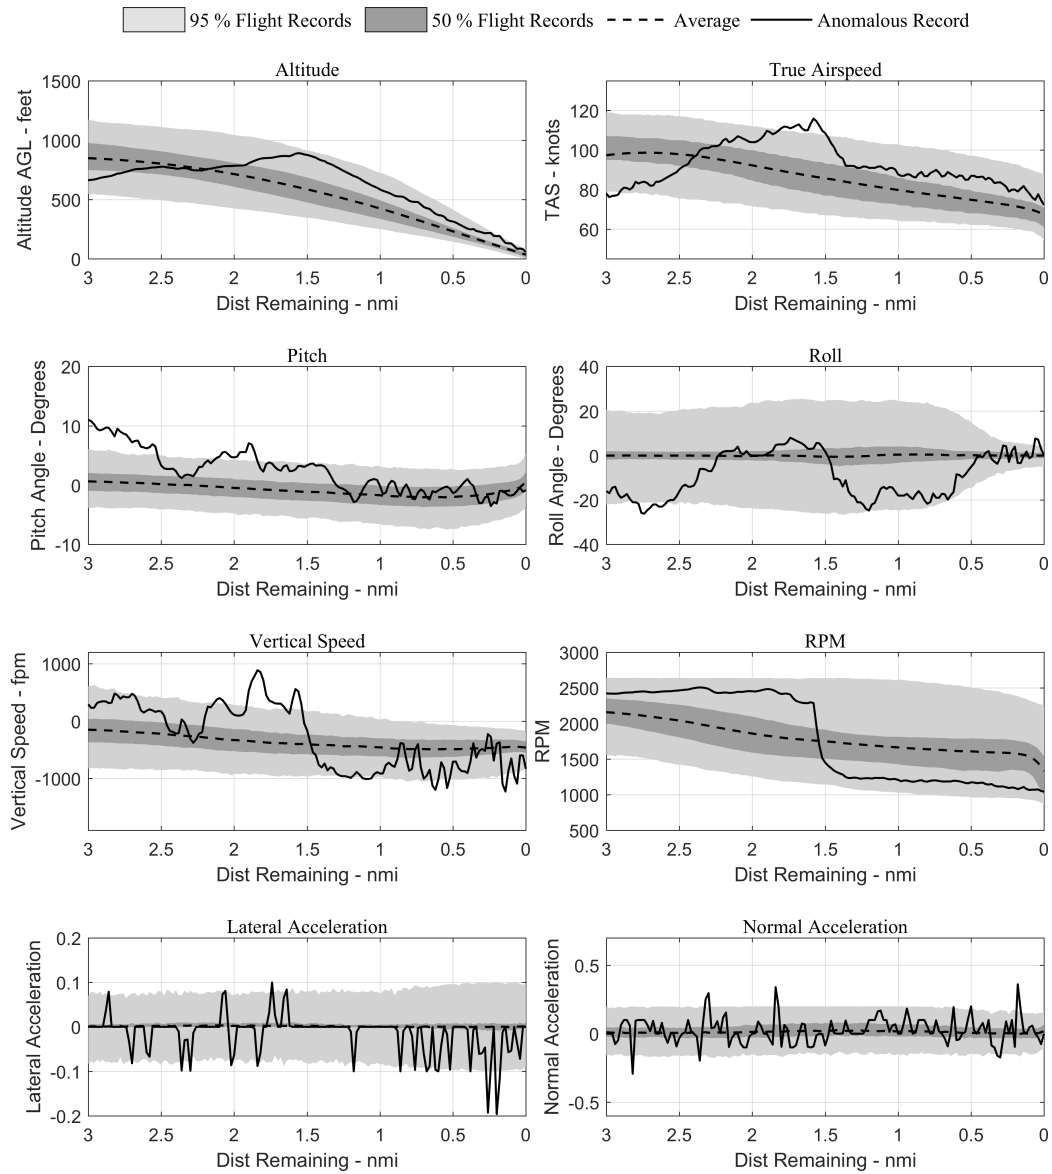 95 % Flight Records 50 % Flight Records Average Anomalous Record
Altitude
1500
1000
500
0
Altitude AGL - feet
3 2.5 2 1.5 1 0.5 0
Dist Remaining - nmi
True Airspeed
120
100
80
60
TAS - knots
3 2.5 2 1.5 1 0.5 0
Dist Remaining - nmi
Pitch
20
10
0
-10
Pitch Angle - Degrees
3 2.5 2 1.5 1 0.5 0
Dist Remaining - nmi
Roll
40
20
0
-20
-40
Roll Angle - Degrees
3 2.5 2 1.5 1 0.5 0
Dist Remaining - nmi
Vertical Speed
1000
0
-1000
Vertical Speed - fpm
3 2.5 2 1.5 1 0.5 0
Dist Remaining - nmi
RPM
3000
2500
2000
1500
1000
500
RPM
3 2.5 2 1.5 1 0.5 0
Dist Remaining - nmi
Lateral Acceleration
0.2
0.1
0
-0.1
-0.2
Lateral Acceleration
3 2.5 2 1.5 1 0.5 0
Dist Remaining - nmi
Normal Acceleration
0.5
0
-0.5
Normal Acceleration
3 2.5 2 1.5 1 0.5 0
Dist Remaining - nmi